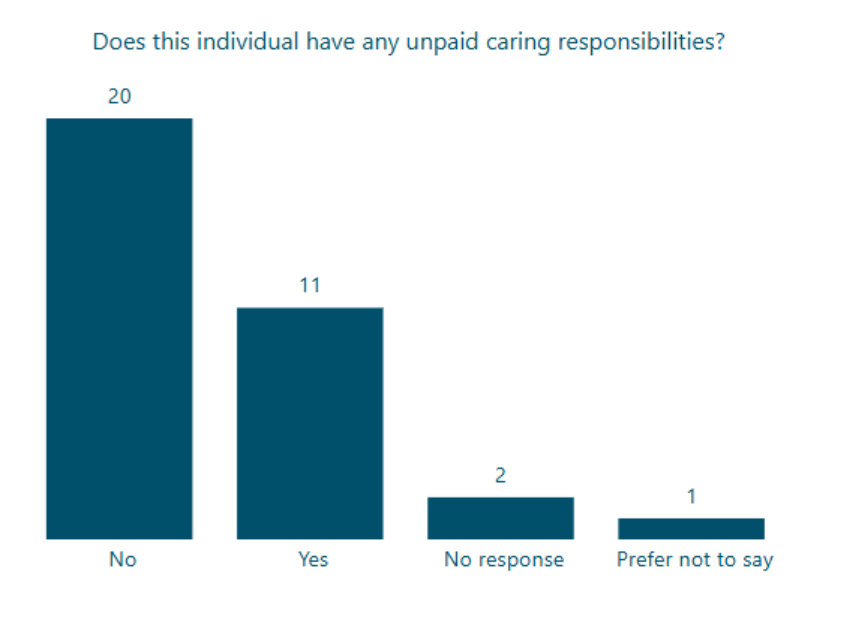 Does this individual have any unpaid caring responsibilities?
20
11
2
1
No
Yes
No response
Prefer not to say